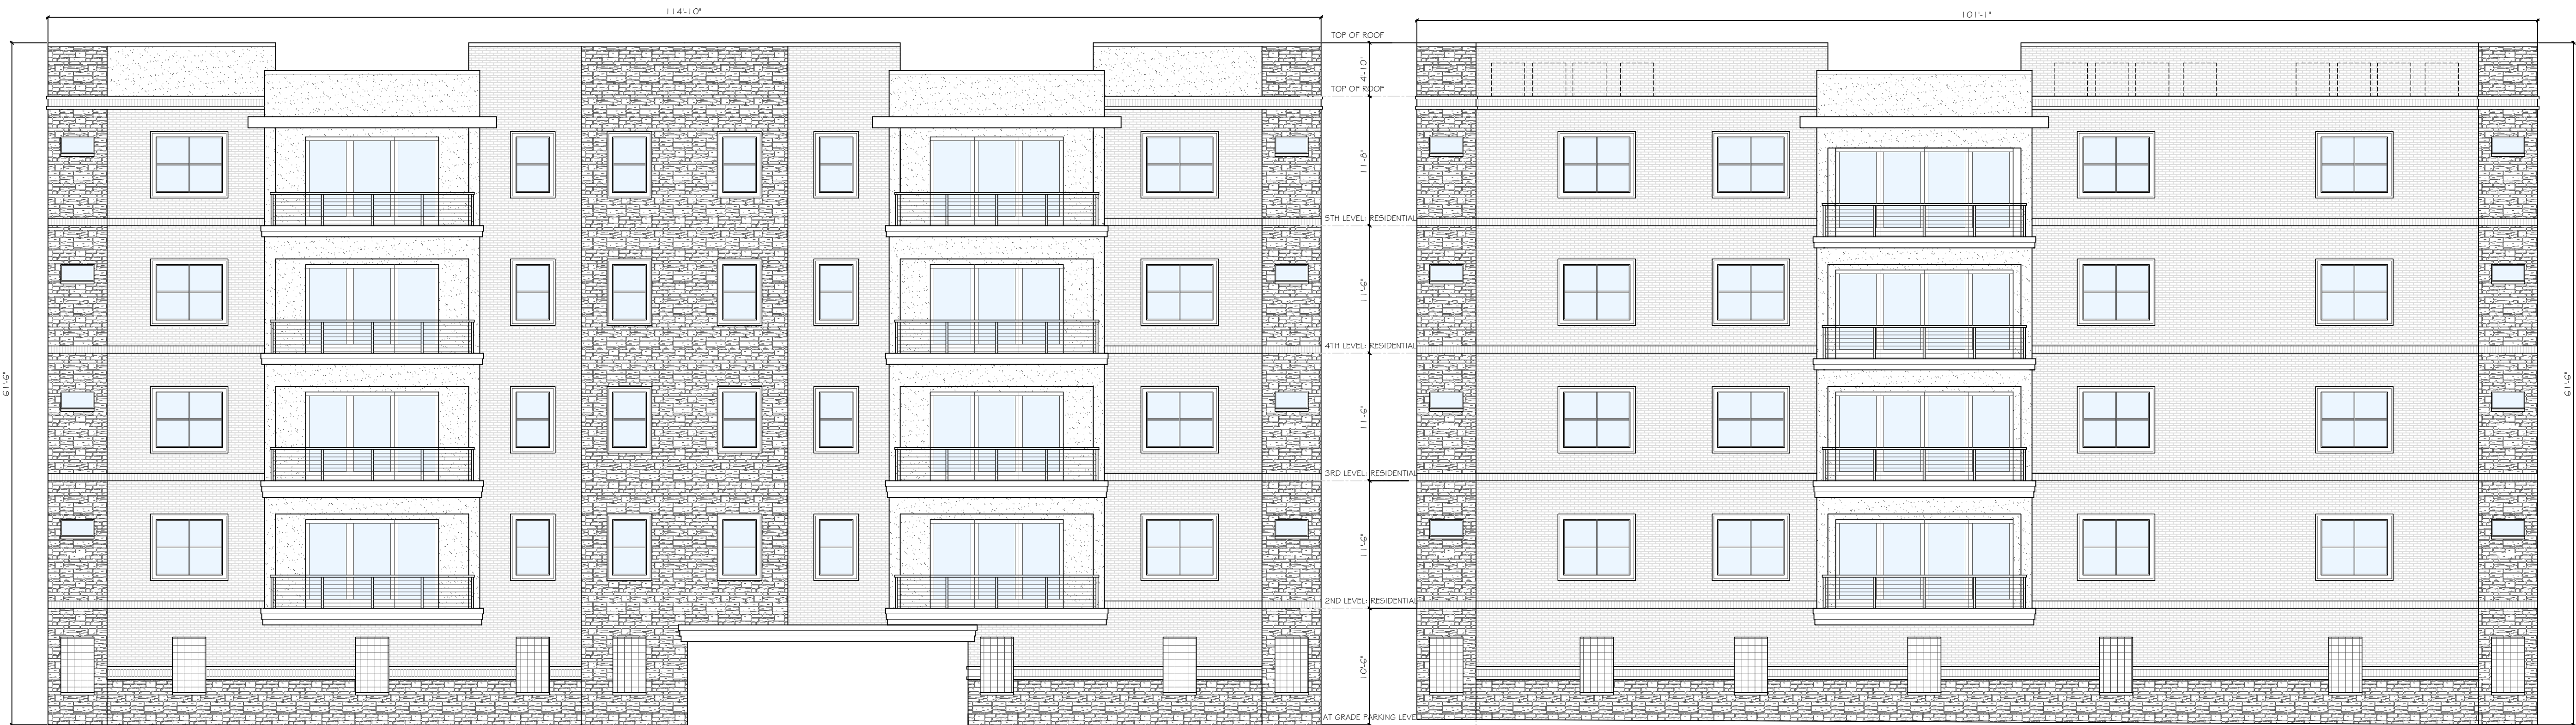 114'-10"
101'-1"
TOP OF ROOF
4'-10"
TOP OF ROOF
11'-8"
5TH LEVEL: RESIDENTIAL
11'-6"
4TH LEVEL: RESIDENTIAL
61'-6"
61'-6"
11'-6"
3RD LEVEL: RESIDENTIAL
11'-6"
2ND LEVEL: RESIDENTIAL
10'-6"
AT GRADE PARKING LEVEL